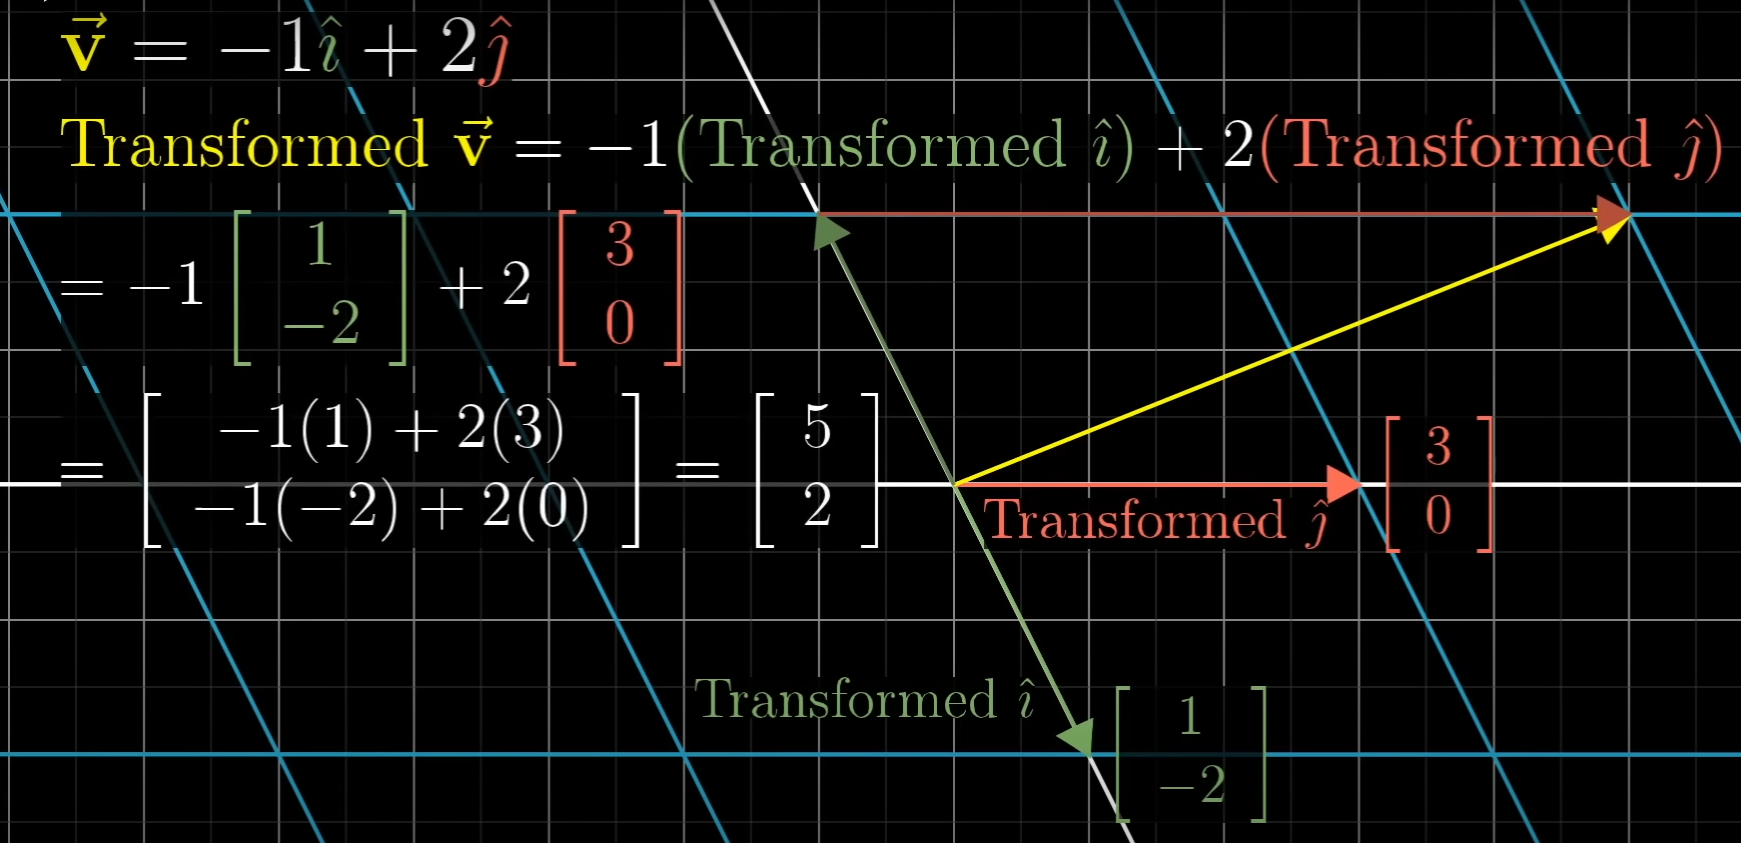 v⃗ = −1î + 2ĵ
Transformed v⃗ = −1(Transformed î) + 2(Transformed ĵ)
= −1 [1 −2] + 2 [3 0]
= [−1(1) + 2(3) −1(−2) + 2(0)] = [5 2]
Transformed ĵ [3 0]
Transformed î [1 −2]